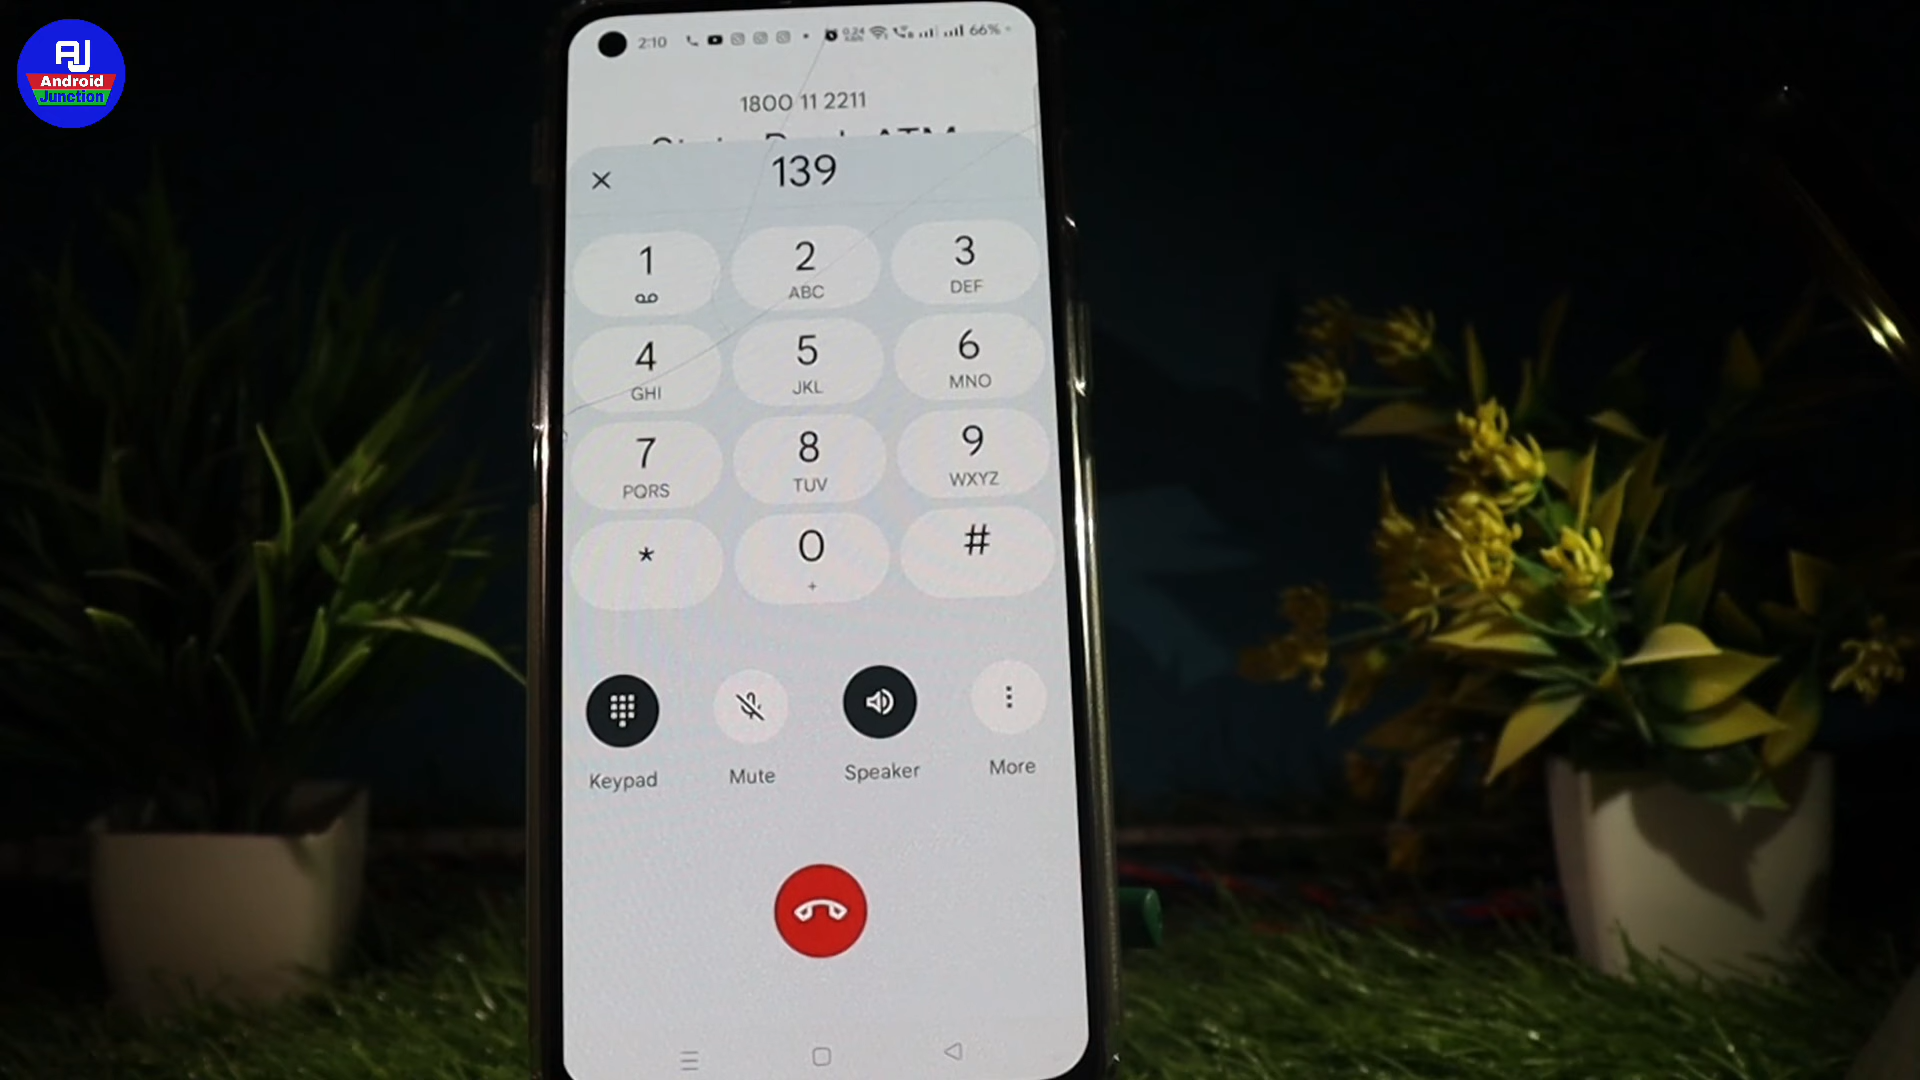 AJ
Android
Junction
2:10
66%
1800 11 2211
139
1
2
ABC
3
DEF
4
GHI
5
JKL
6
MNO
7
PQRS
8
TUV
9
WXYZ
*
0
+
#
Keypad
Mute
Speaker
More